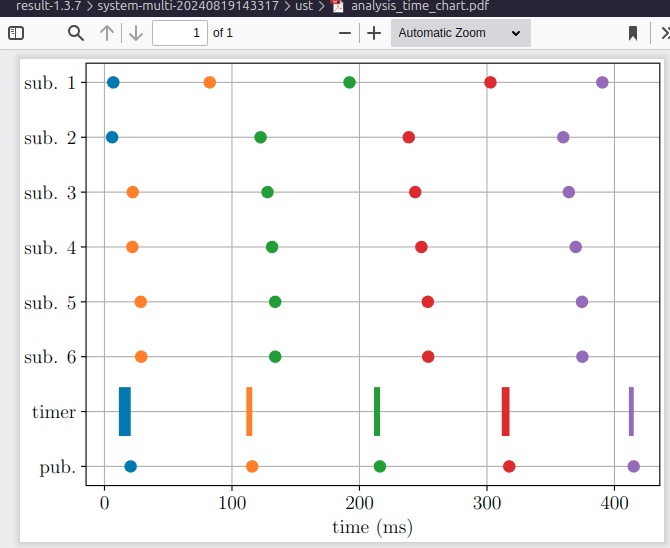 result-1.3.7 > system-multi-20240819143317 > ust > analysis_time_chart.pdf
1 of 1 Automatic Zoom
sub. 1
sub. 2
sub. 3
sub. 4
sub. 5
sub. 6
timer
pub.
0 100 200 300 400
time (ms)